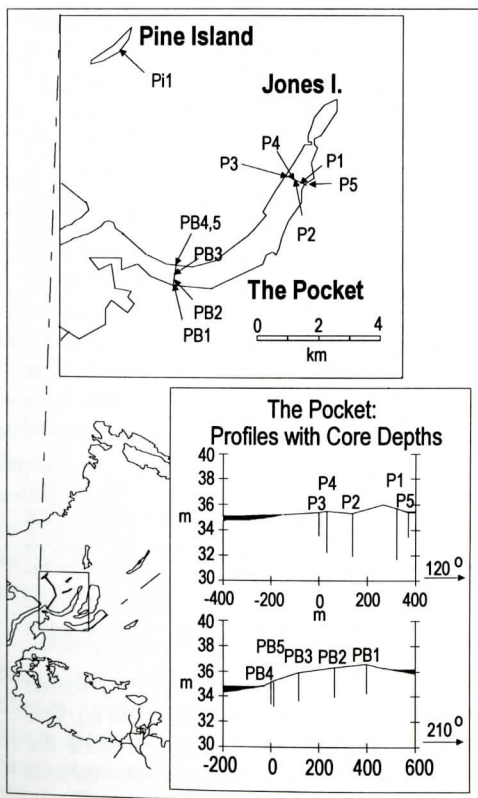 Pine Island
Pi1
Jones I.
P4
P3
P1
P5
P2
PB4,5
PB3
PB2
PB1
The Pocket
0 2 4
km
The Pocket:
Profiles with Core Depths
40
38
36
m
34
32
30
P4
P1
P3
P2
P5
-400 -200 0 200 400
m
120 o
40
38
36
m
34
32
30
PB5
PB4
PB3
PB2
PB1
-200 0 200 400 600
210 o